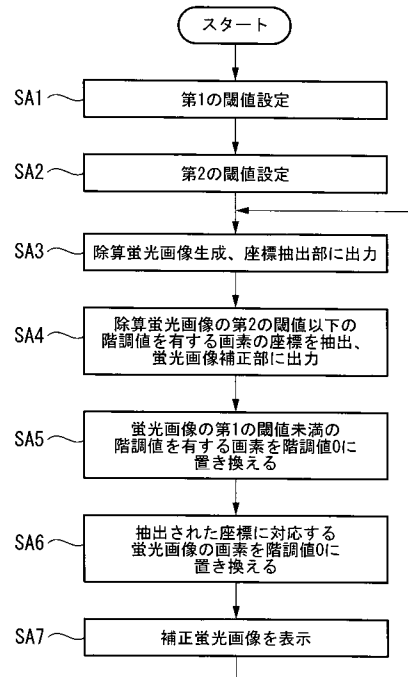 スタート
SA1
第1の閾値設定
SA2
第2の閾値設定
SA3
除算蛍光画像生成、座標抽出部に出力
SA4
除算蛍光画像の第2の閾値以下の
階調値を有する画素の座標を抽出、
蛍光画像補正部に出力
SA5
蛍光画像の第1の閾値未満の
階調値を有する画素を階調値0に
置き換える
SA6
抽出された座標に対応する
蛍光画像の画素を階調値0に
置き換える
SA7
補正蛍光画像を表示